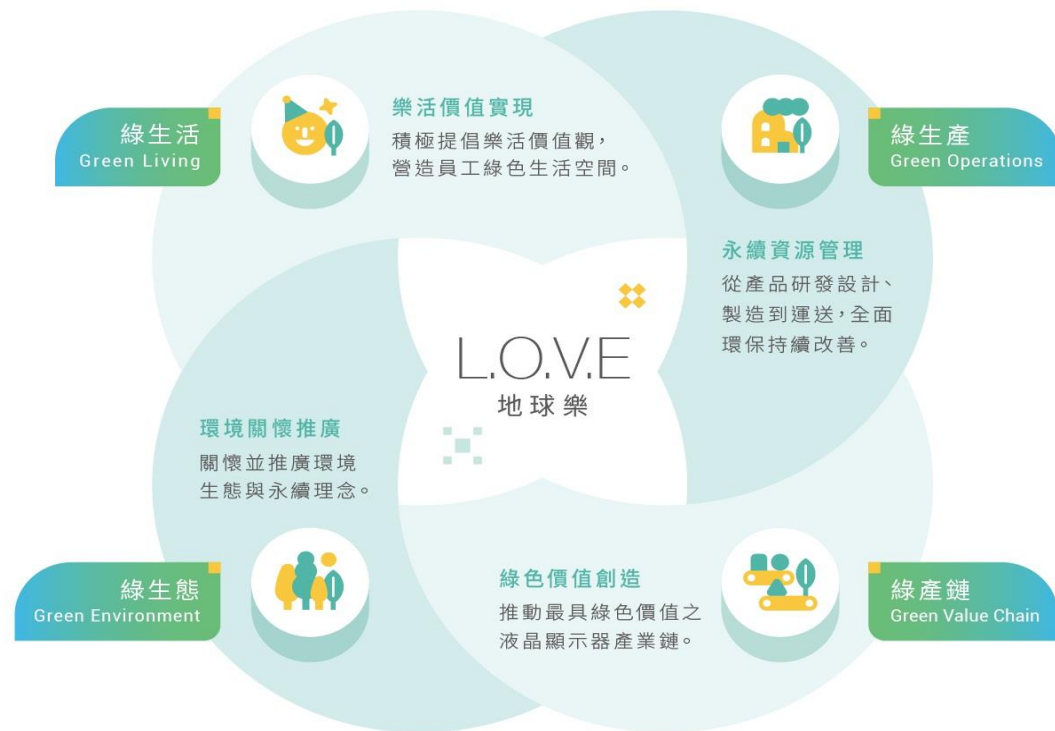 綠生活
Green Living
樂活價值實現
積極提倡樂活價值觀，
營造員工綠色生活空間。
綠生產
Green Operations
永續資源管理
從產品研發設計、
製造到運送，全面
環保持續改善。
L.O.V.E
地球樂
環境關懷推廣
關懷並推廣環境
生態與永續理念。
綠生態
Green Environment
綠色價值創造
推動最具綠色價值之
液晶顯示器產業鏈。
綠產鏈
Green Value Chain